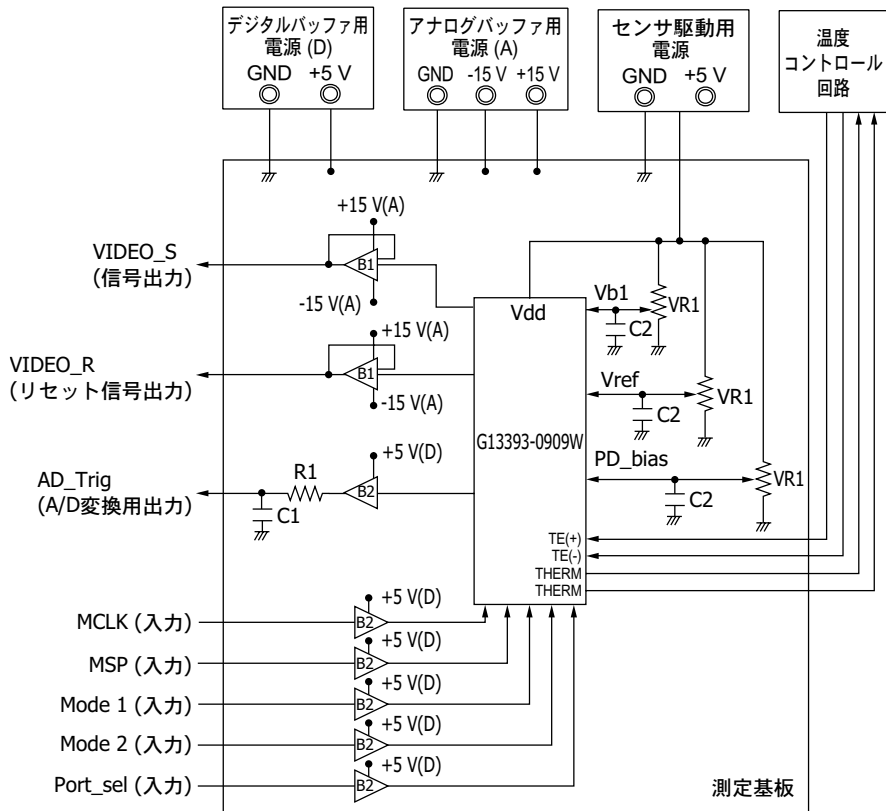 デジタルバッファ用
電源 (D)
GND +5 V
アナログバッファ用
電源 (A)
GND -15 V +15 V
センサ駆動用
電源
GND +5 V
温度
コントロール
回路
+15 V(A)
VIDEO_S
(信号出力)
B1
-15 V(A)
Vdd
Vb1
VR1
C2
+15 V(A)
VIDEO_R
(リセット信号出力)
B1
-15 V(A)
Vref
VR1
C2
G13393-0909W
+5 V(D)
AD_Trig
(A/D変換用出力)
R1
B2
C1
PD_bias
VR1
C2
TE(+)
TE(-)
THERM
THERM
+5 V(D)
MCLK (入力)
B2
+5 V(D)
MSP (入力)
B2
+5 V(D)
Mode 1 (入力)
B2
+5 V(D)
Mode 2 (入力)
B2
+5 V(D)
Port_sel (入力)
B2
測定基板